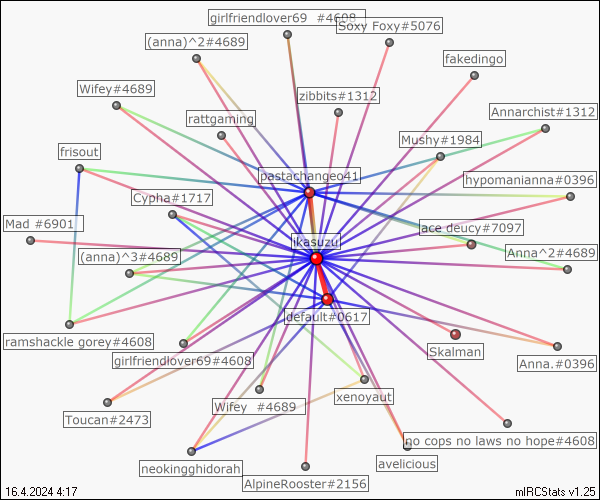 girlfriendlover69 #4608
Soxy Foxy#5076
(anna)^2#4689
fakedingo
Wifey#4689
zibbits#1312
Annarchist#1312
rattgaming
Mushy#1984
frisout
pastachangeo41
hypomanianna#0396
Cypha#1717
Mad #6901
ace deucy#7097
ikasuzu
Anna^2#4689
(anna)^3#4689
default#0617
ramshackle gorey#4608
girlfriendlover69#4608
Skalman
Anna.#0396
Toucan#2473
Wifey #4689
xenoyaut
no cops no laws no hope#4608
neokingghidorah
avelicious
AlpineRooster#2156
16.4.2024 4:17
mIRCStats v1.25